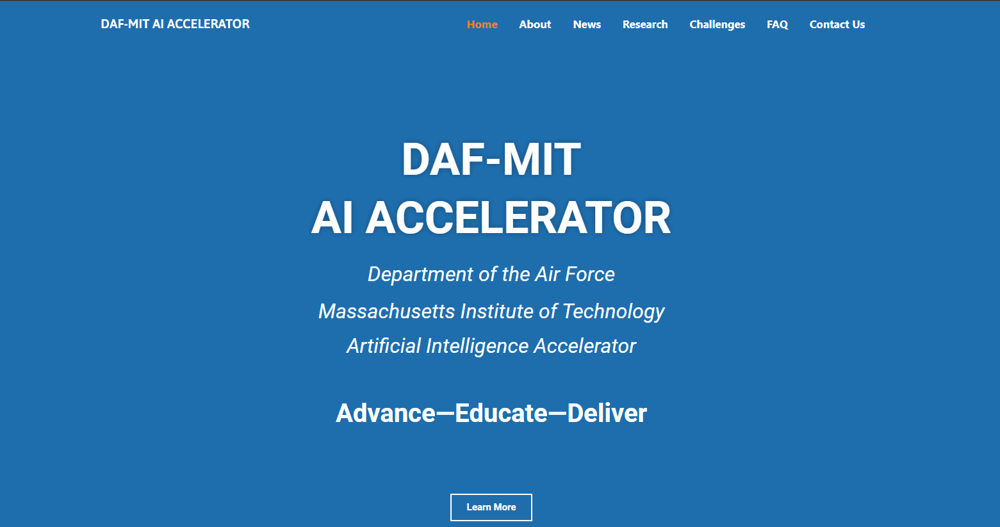 DAF-MIT AI ACCELERATOR
Home About News Research Challenges FAQ Contact Us
DAF-MIT
AI ACCELERATOR
Department of the Air Force
Massachusetts Institute of Technology
Artificial Intelligence Accelerator
Advance—Educate—Deliver
Learn More